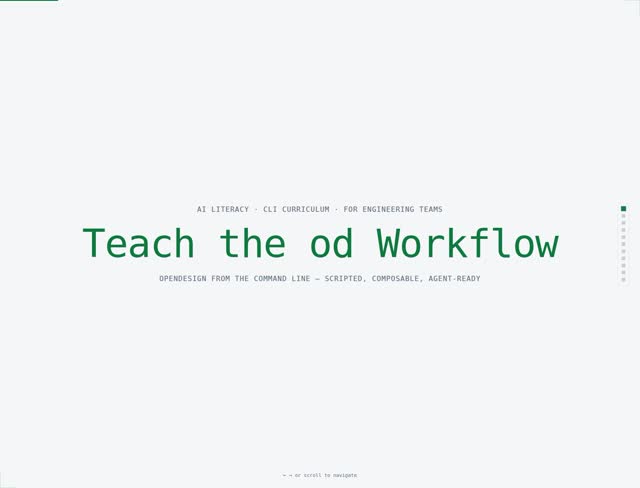 AI LITERACY · CLI CURRICULUM · FOR ENGINEERING TEAMS
Teach the od Workflow
OPENDESIGN FROM THE COMMAND LINE — SCRIPTED, COMPOSABLE, AGENT-READY
← → or scroll to navigate